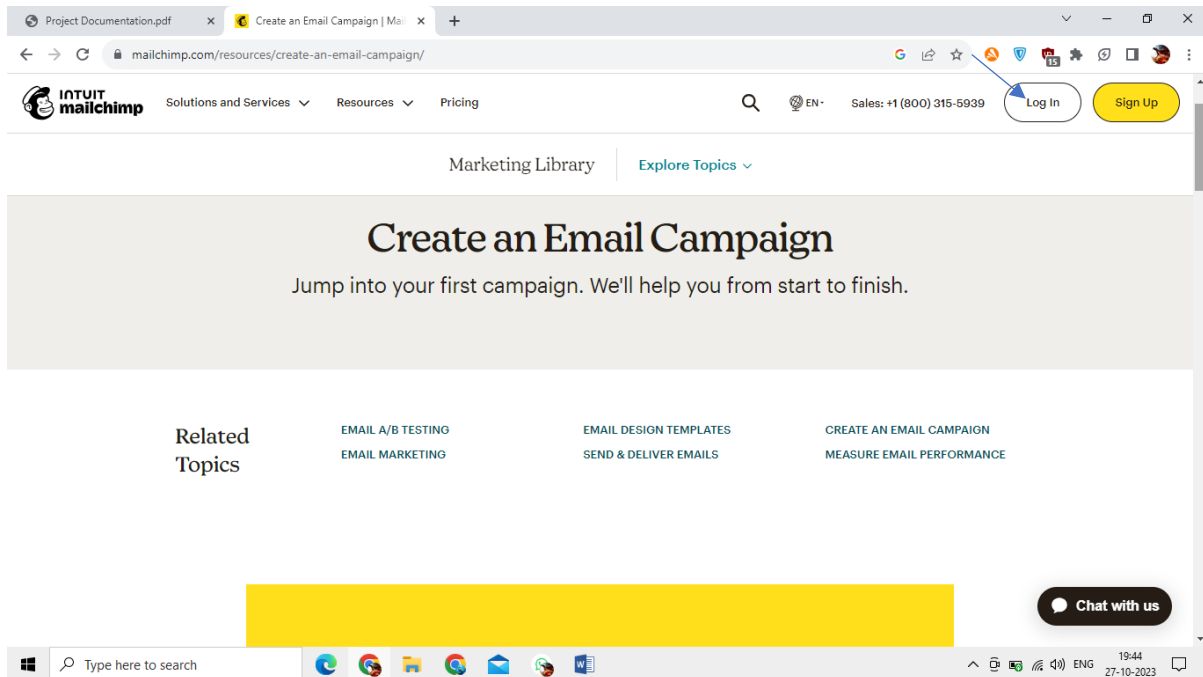 Project Documentation.pdf
Create an Email Campaign | Mai
mailchimp.com/resources/create-an-email-campaign/
G
15
INTUIT
mailchimp
Solutions and Services
Resources
Pricing
EN
Sales: +1 (800) 315-5939
Log In
Sign Up
Marketing Library
Explore Topics
Create an Email Campaign
Jump into your first campaign. We'll help you from start to finish.
Related
Topics
EMAIL A/B TESTING
EMAIL DESIGN TEMPLATES
CREATE AN EMAIL CAMPAIGN
EMAIL MARKETING
SEND & DELIVER EMAILS
MEASURE EMAIL PERFORMANCE
Chat with us
Type here to search
W
ENG
19:44
27-10-2023